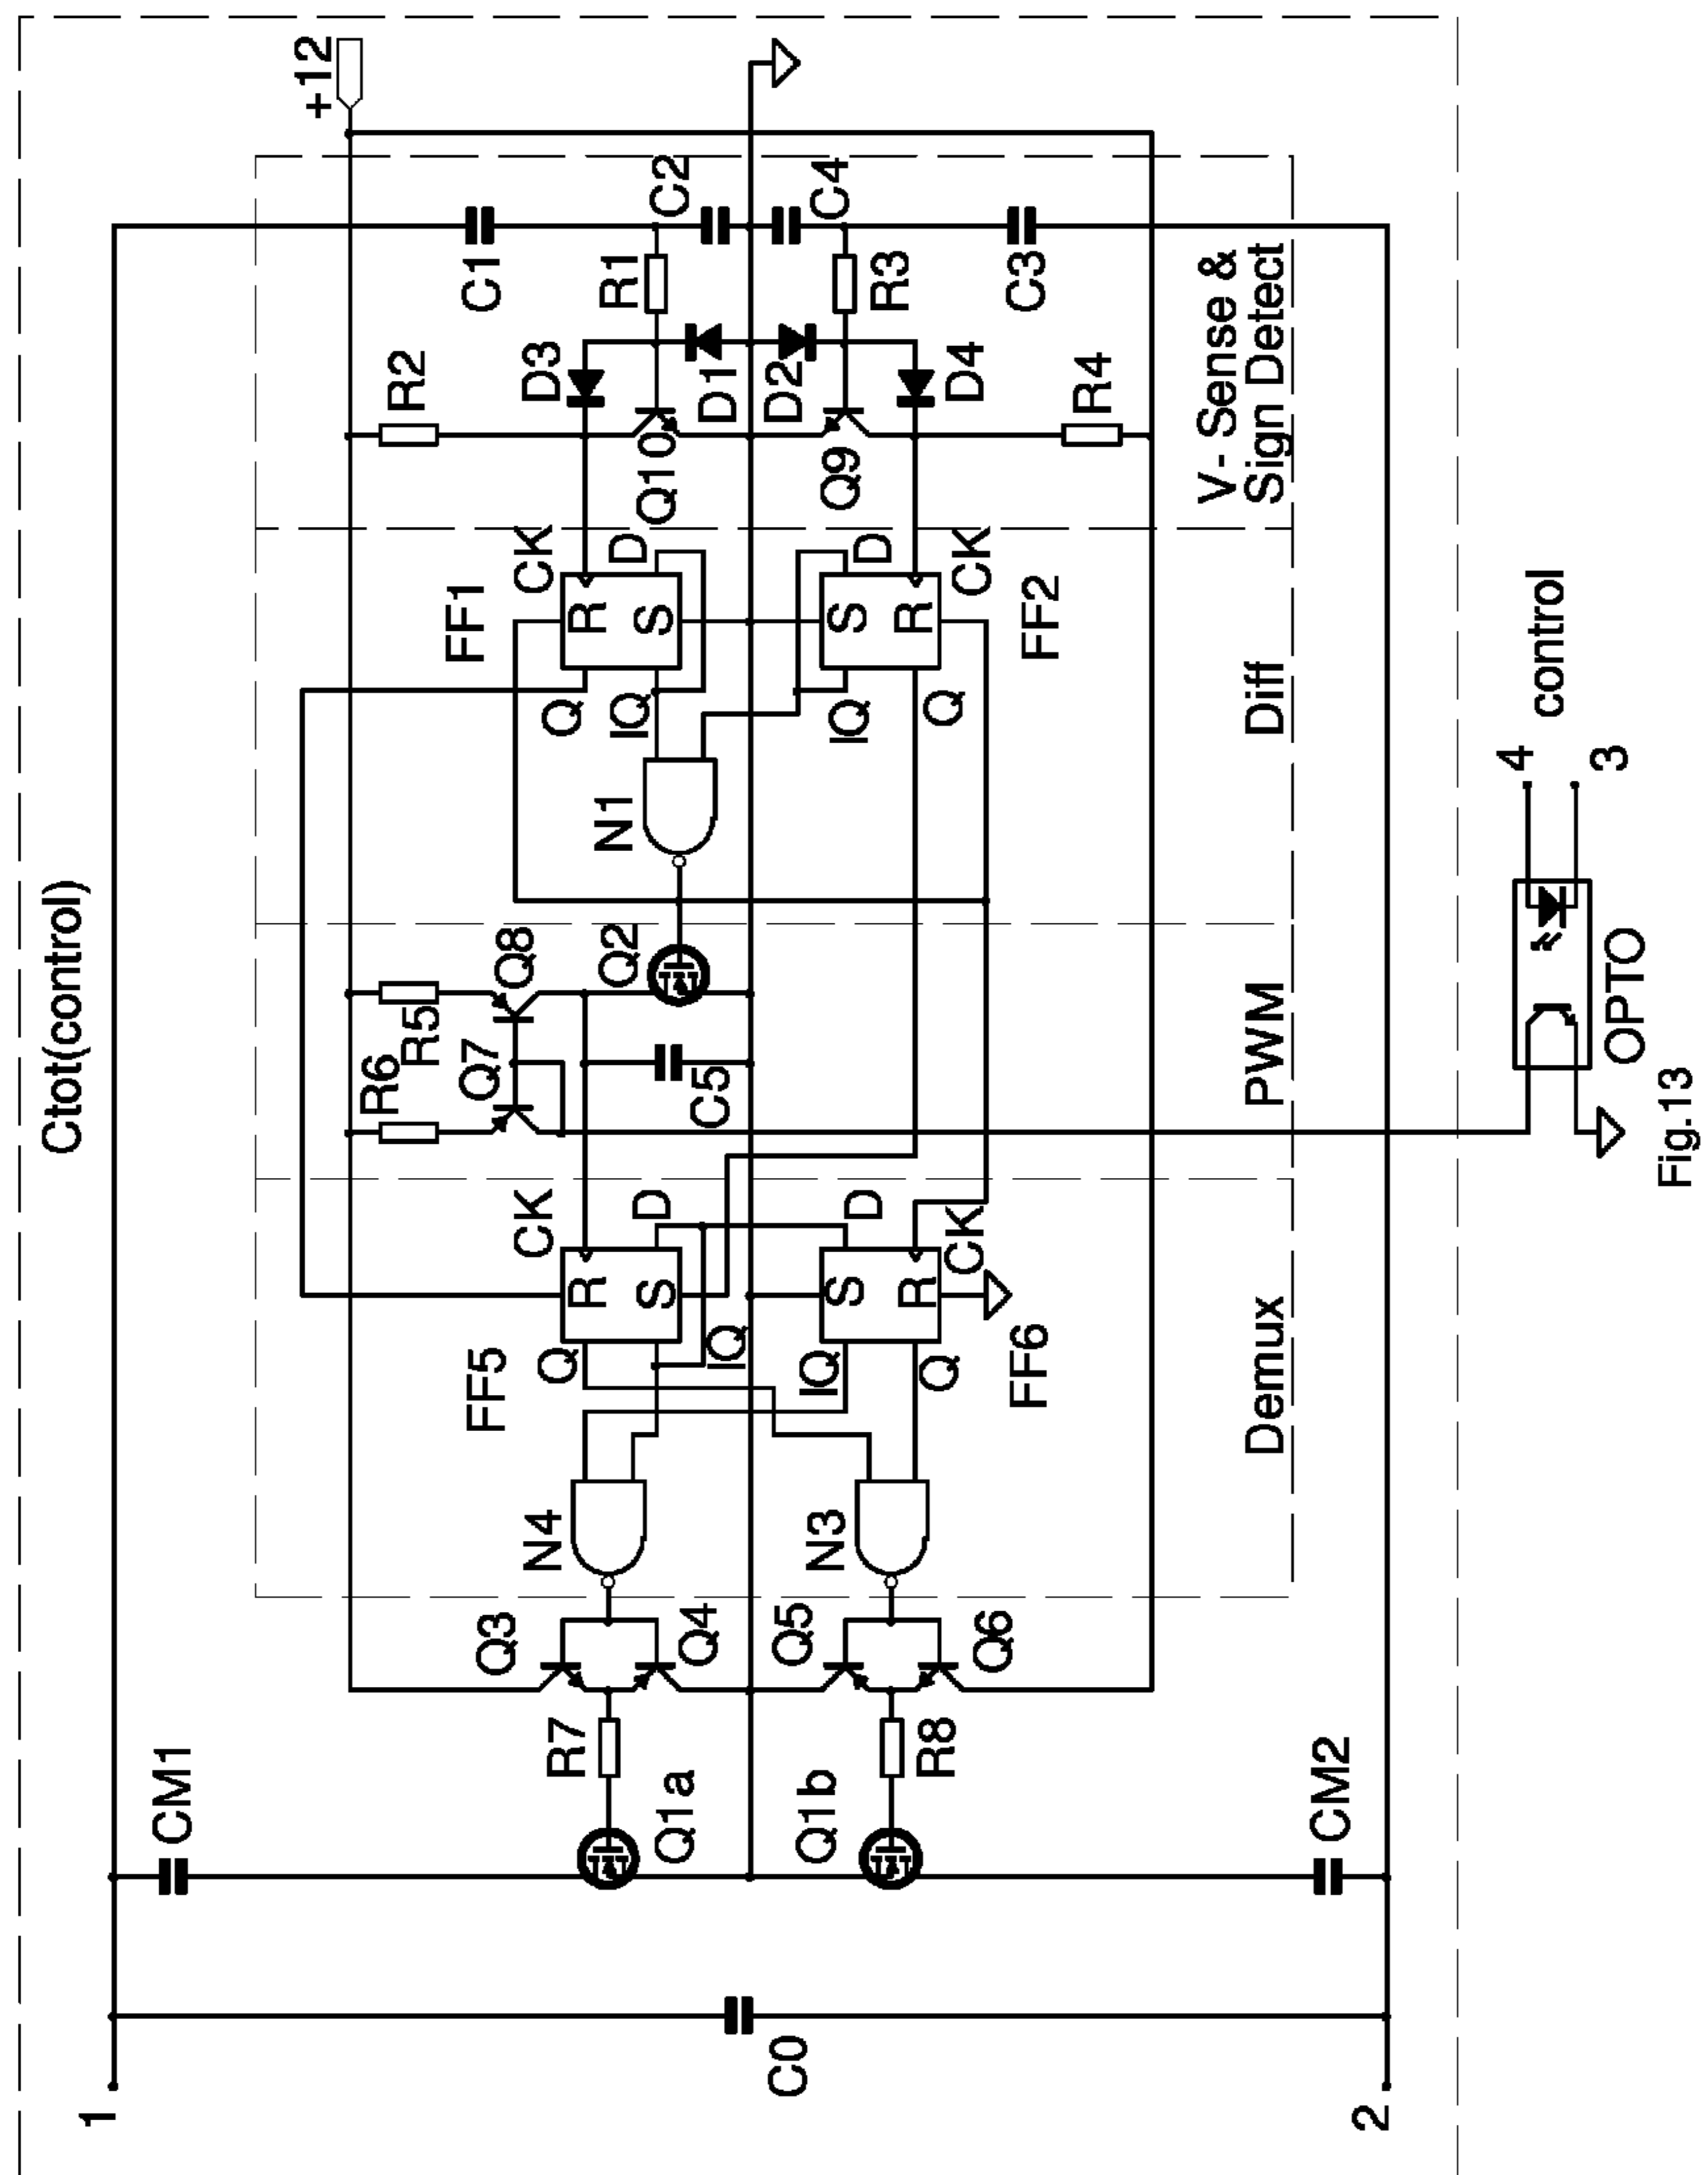 Ctot(control)
+12
1
2
C0
CM1
CM2
Q1a
Q1b
R7
R8
Q3
Q4
Q5
Q6
N4
N3
FF5
Q
IQ
R
S
CK
D
FF6
IQ
Q
S
R
D
CK
Demux
R6
R5
Q7
Q8
C5
Q2
PWM
N1
FF1
Q
IQ
R
S
CK
D
FF2
IQ
Q
S
R
D
CK
Diff
R2
D3
Q10
D1
D2
Q9
D4
R4
C1
R1
C2
C4
R3
C3
V- Sense &
Sign Detect
OPTO
4
3
control
Fig.13